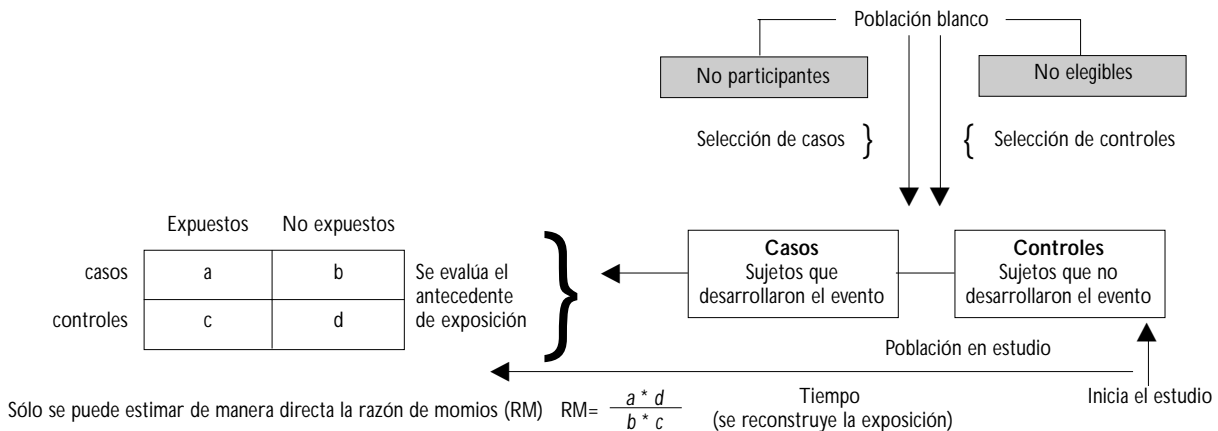 Población blanco
No participantes
No elegibles
Selección de casos }
{ Selección de controles
Expuestos No expuestos
casos a b
controles c d
Se evalúa el
antecedente
de exposición
}
Casos
Sujetos que
desarrollaron el evento
Controles
Sujetos que no
desarrollaron el evento
Población en estudio
Tiempo
(se reconstruye la exposición)
Inicia el estudio
Sólo se puede estimar de manera directa la razón de momios (RM) RM= a * d
b * c